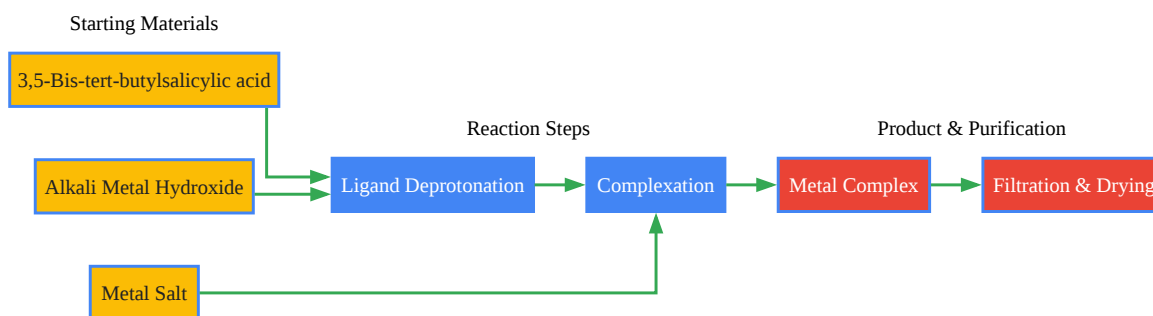 Starting Materials
3,5-Bis-tert-butylsalicylic acid
Reaction Steps
Product & Purification
Alkali Metal Hydroxide
Ligand Deprotonation
Complexation
Metal Complex
Filtration & Drying
Metal Salt